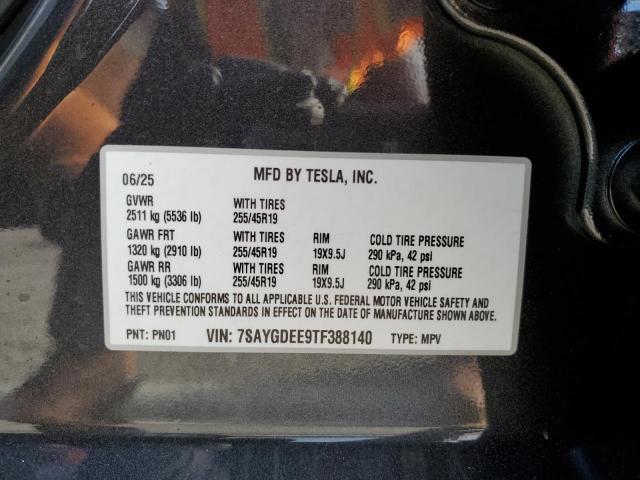 06/25 MFD BY TESLA, INC.
GVWR WITH TIRES
2511 kg (5536 lb) 255/45R19
GAWR FRT WITH TIRES RIM COLD TIRE PRESSURE
1320 kg (2910 lb) 255/45R19 19X9.5J 290 kPa, 42 psi
GAWR RR WITH TIRES RIM COLD TIRE PRESSURE
1500 kg (3306 lb) 255/45R19 19X9.5J 290 kPa, 42 psi
THIS VEHICLE CONFORMS TO ALL APPLICABLE U.S. FEDERAL MOTOR VEHICLE SAFETY AND
THEFT PREVENTION STANDARDS IN EFFECT ON THE DATE OF MANUFACTURE SHOWN ABOVE.
PNT: PN01 VIN: 7SAYGDEE9TF388140 TYPE: MPV